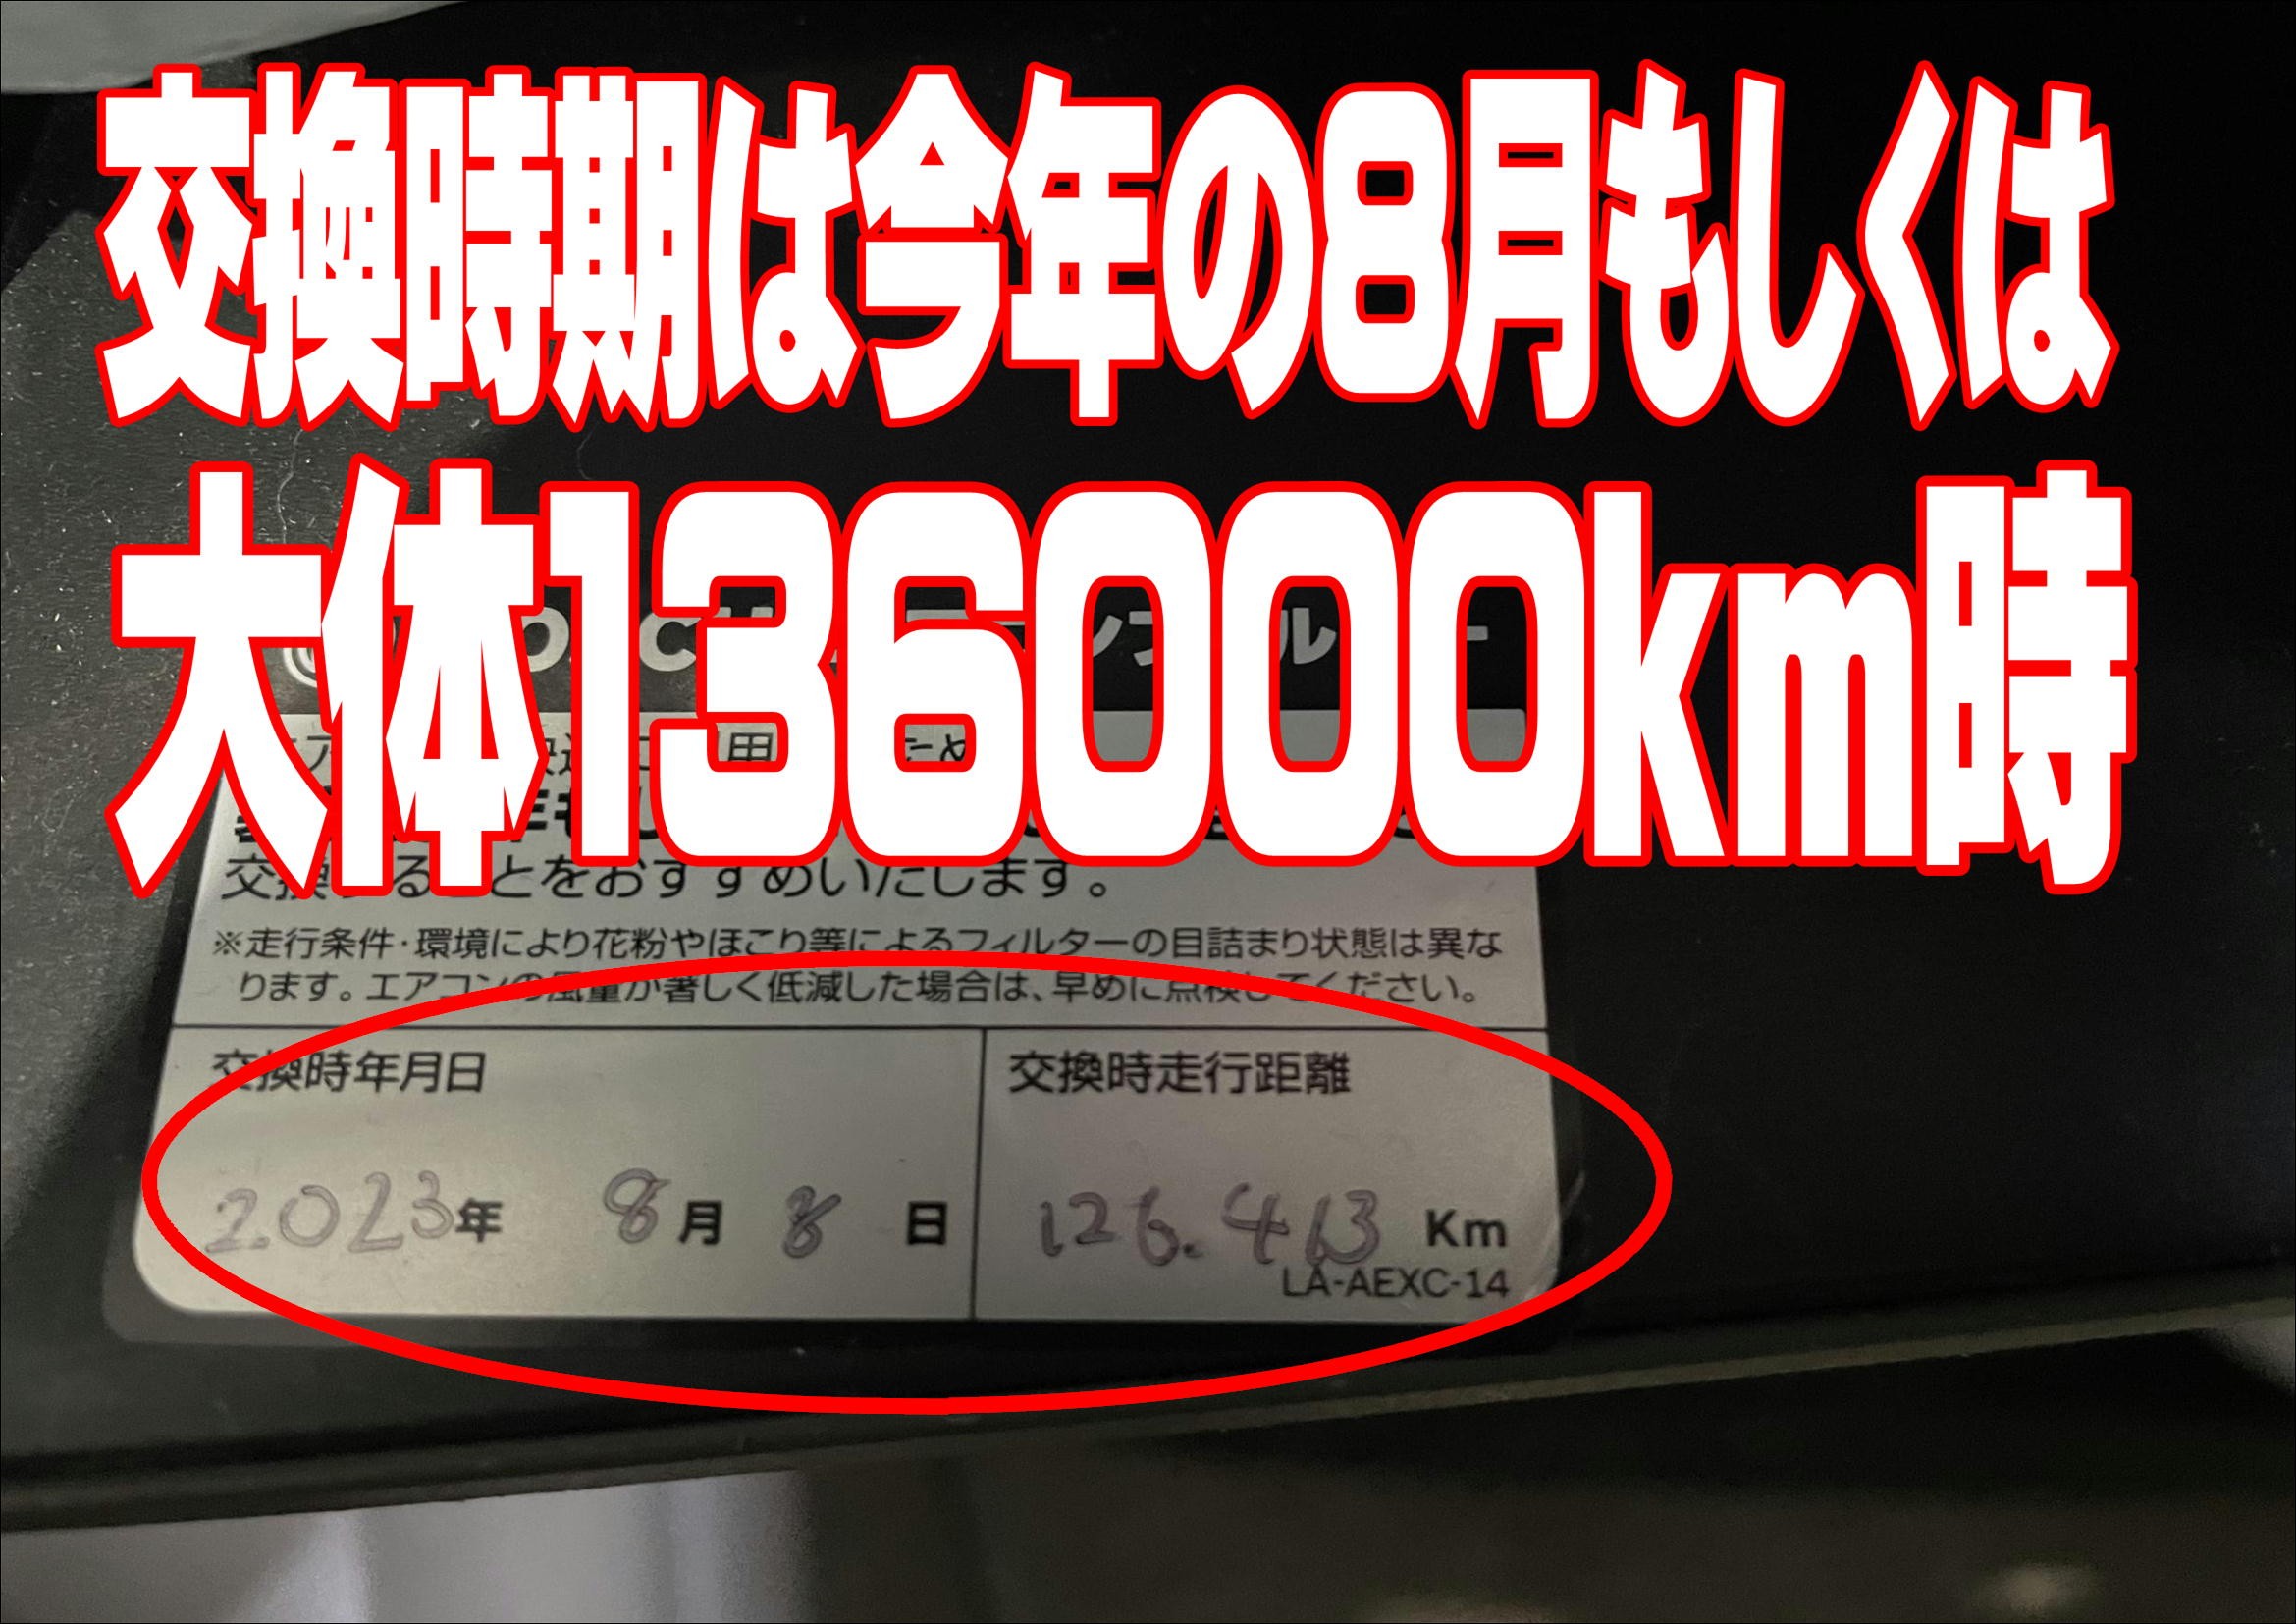 交換時期は今年の8月もしくは
大体136000km時
交換することをおすすめいたします。
※走行条件・環境により花粉やほこり等によるフィルターの目詰まり状態は異な
ります。エアコンの風量が著しく低減した場合は、早めに点検してください。
交換時年月日
交換時走行距離
2023年 8月 8日
126.413 Km
LA-AEXC-14